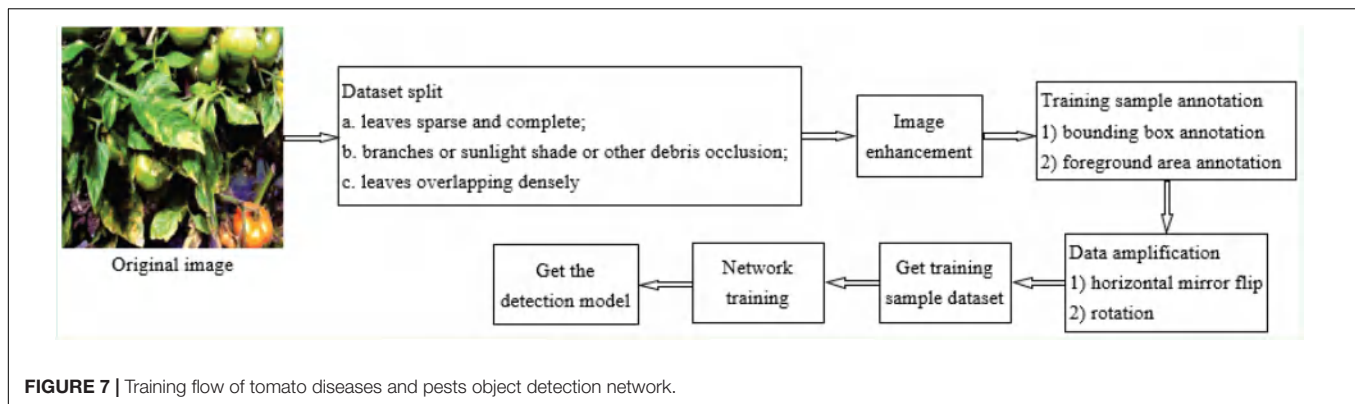 Original image
Dataset split
a. leaves sparse and complete;
b. branches or sunlight shade or other debris occlusion;
c. leaves overlapping densely
Image
enhancement
Training sample annotation
1) bounding box annotation
2) foreground area annotation
Data amplification
1) horizontal mirror flip
2) rotation
Get training
sample dataset
Network
training
Get the
detection model
FIGURE 7 | Training flow of tomato diseases and pests object detection network.